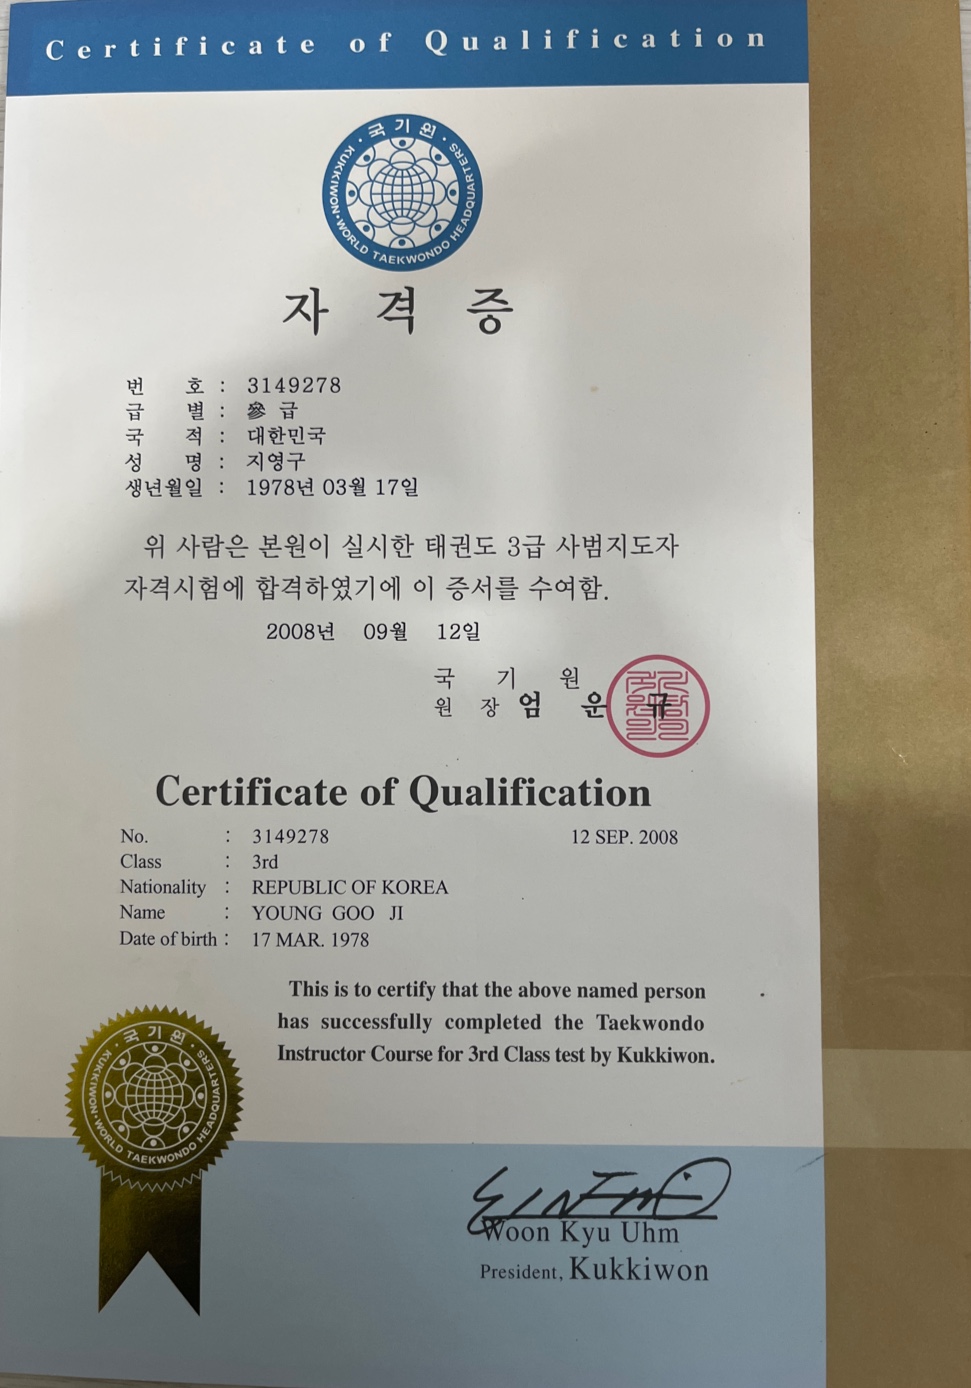 Certificate of Qualification
· 국기원 ·
KUKKIWON · WORLD TAEKWONDO HEADQUARTERS
자 격 증
번 호 : 3149278
급 별 : 參 급
국 적 : 대한민국
성 명 : 지영구
생년월일 : 1978년 03월 17일
위 사람은 본원이 실시한 태권도 3급 사범지도자
자격시험에 합격하였기에 이 증서를 수여함.
2008년 09월 12일
국 기 원
원 장 엄 운 규
Certificate of Qualification
No. : 3149278 12 SEP. 2008
Class : 3rd
Nationality : REPUBLIC OF KOREA
Name : YOUNG GOO JI
Date of birth : 17 MAR. 1978
This is to certify that the above named person
has successfully completed the Taekwondo
Instructor Course for 3rd Class test by Kukkiwon.
· 국기원 ·
KUKKIWON · WORLD TAEKWONDO HEADQUARTERS
Woon Kyu Uhm
President, Kukkiwon